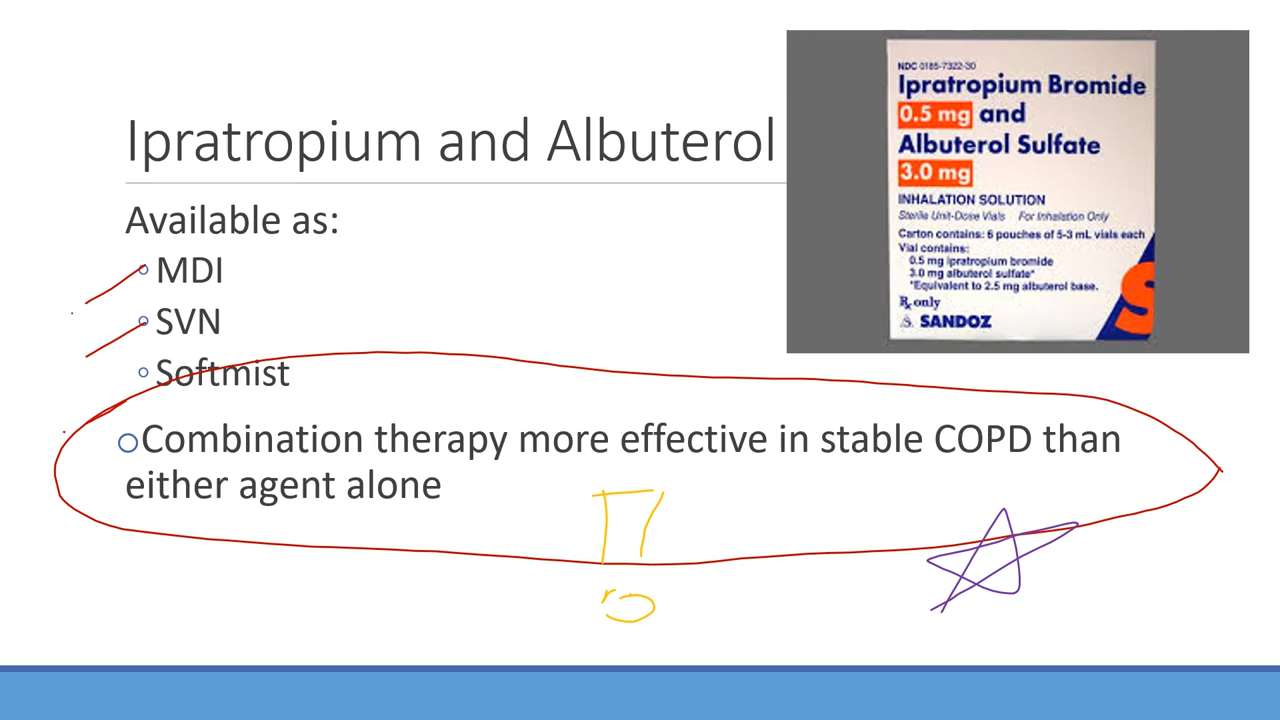 Ipratropium and Albuterol
Available as:
MDI
SVN
Softmist
Combination therapy more effective in stable COPD than
either agent alone
NDC 0185-7322-30
Ipratropium Bromide
0.5 mg and
Albuterol Sulfate
3.0 mg
INHALATION SOLUTION
Sterile Unit-Dose Vials For Inhalation Only
Carton contains: 6 pouches of 5-3 mL vials each
Vial contains:
0.5 mg ipratropium bromide
3.0 mg albuterol sulfate*
*Equivalent to 2.5 mg albuterol base.
Rx only
SANDOZ